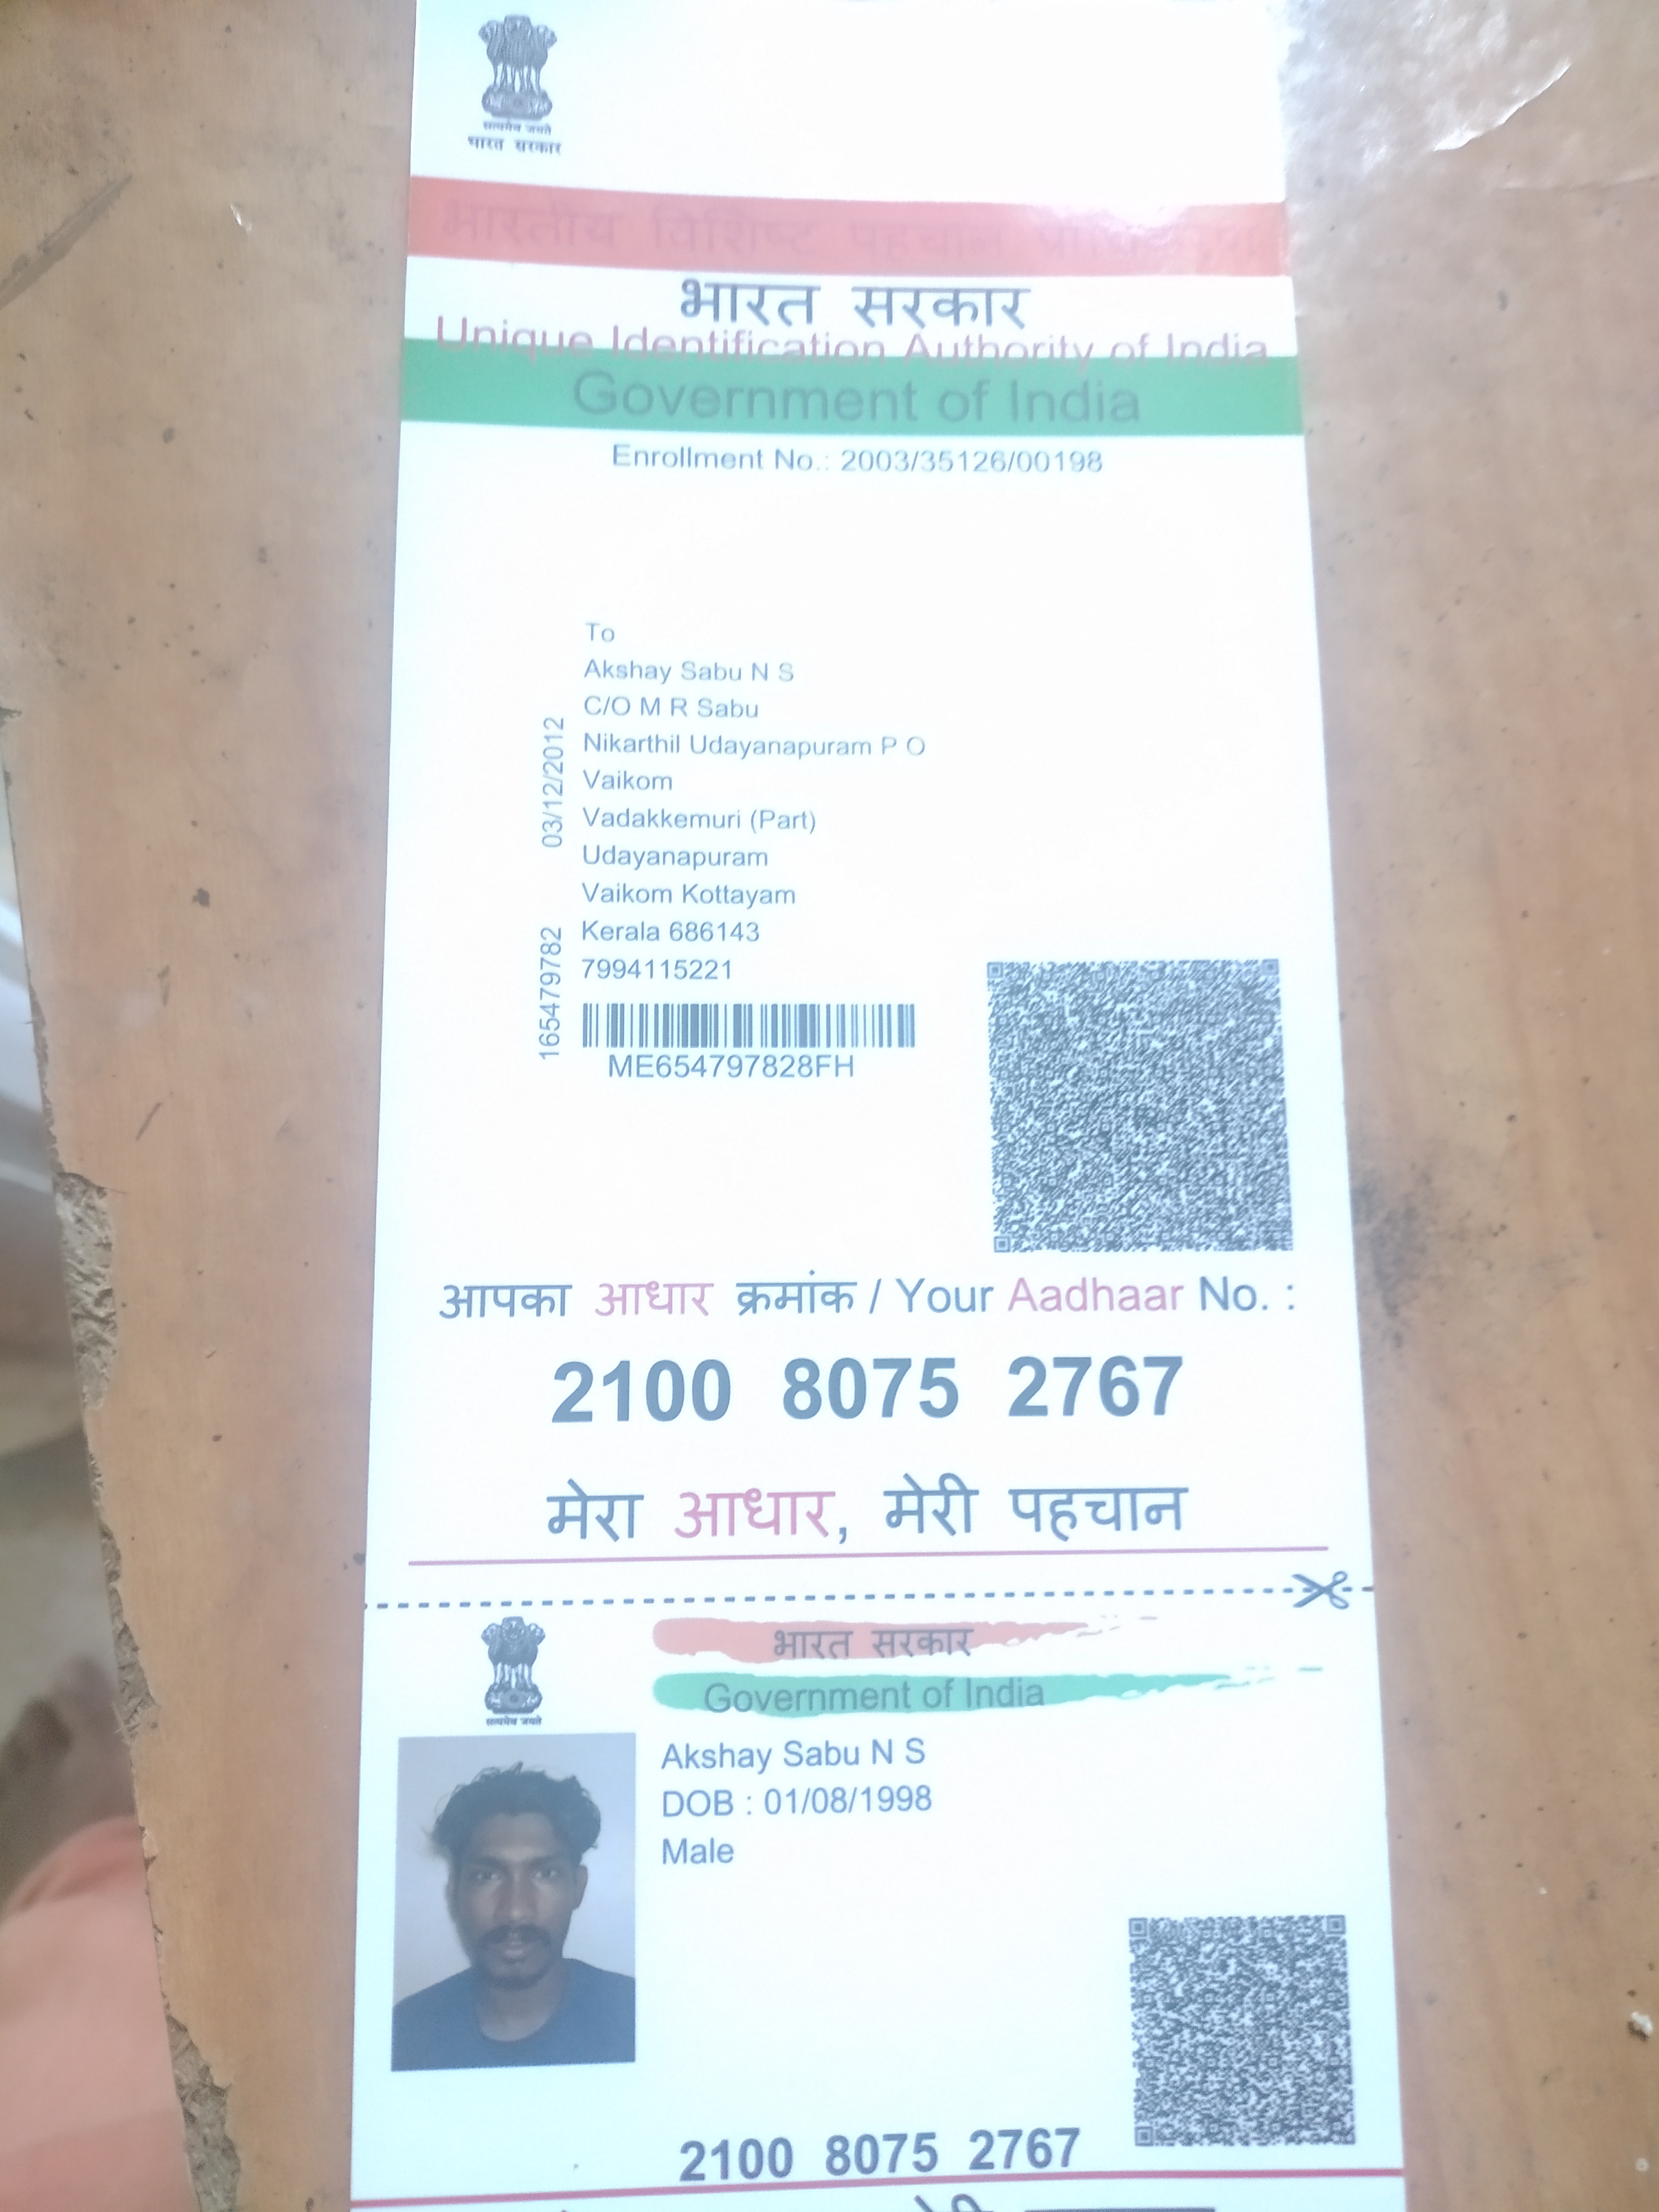 सत्यमेव जयते
भारत सरकार
भारतीय विशिष्ट पहचान प्राधिकरण
भारत सरकार
Unique Identification Authority of India
Government of India
Enrollment No.: 2003/35126/00198
To
Akshay Sabu N S
C/O M R Sabu
Nikarthil Udayanapuram P O
Vaikom
Vadakkemuri (Part)
Udayanapuram
Vaikom Kottayam
Kerala 686143
7994115221
03/12/2012
165479782
ME654797828FH
आपका आधार क्रमांक / Your Aadhaar No. :
2100 8075 2767
मेरा आधार, मेरी पहचान
सत्यमेव जयते
भारत सरकार
Government of India
Akshay Sabu N S
DOB : 01/08/1998
Male
2100 8075 2767